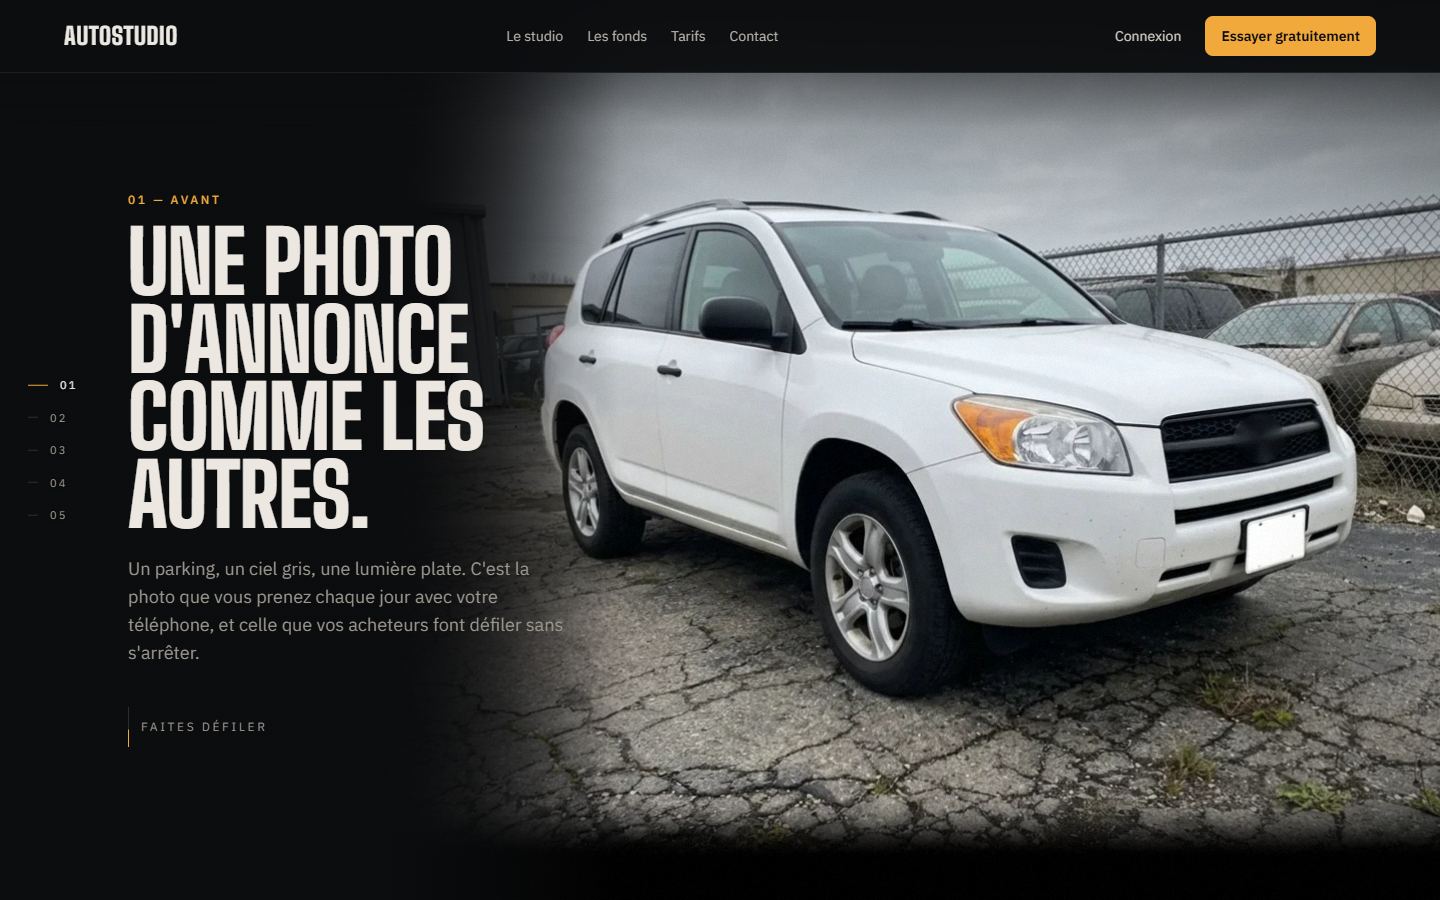 AUTOSTUDIO
Le studio
Les fonds
Tarifs
Contact
Connexion
Essayer gratuitement
01 — AVANT
UNE PHOTO
D'ANNONCE
COMME LES
AUTRES.
01
02
03
04
05
Un parking, un ciel gris, une lumière plate. C'est la
photo que vous prenez chaque jour avec votre
téléphone, et celle que vos acheteurs font défiler sans
s'arrêter.
FAITES DÉFILER